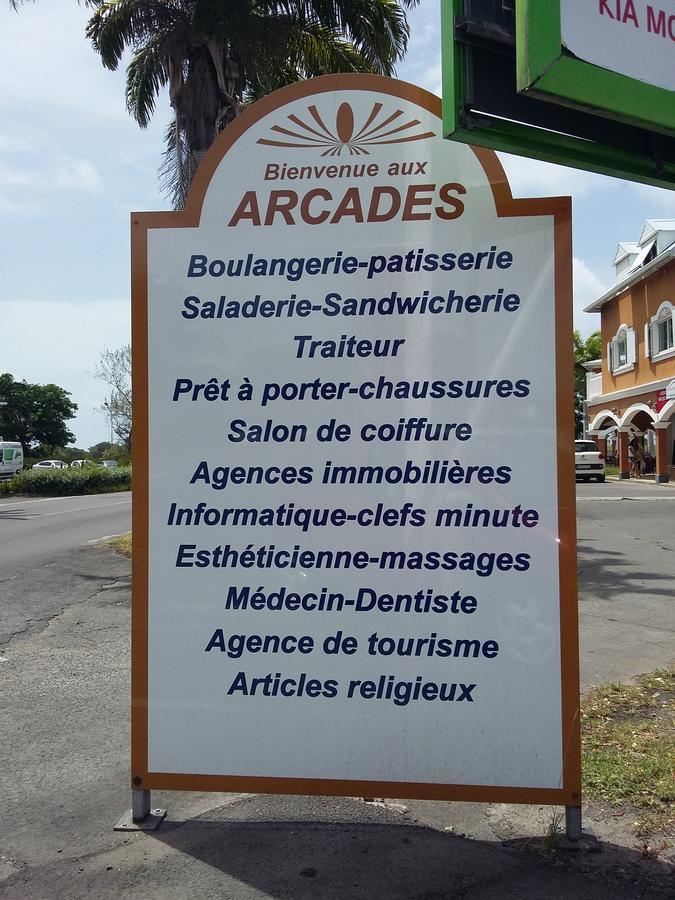 KIA MO
Bienvenue aux
ARCADES
Boulangerie-patisserie
Saladerie-Sandwicherie
Traiteur
Prêt à porter-chaussures
Salon de coiffure
Agences immobilières
Informatique-clefs minute
Esthéticienne-massages
Médecin-Dentiste
Agence de tourisme
Articles religieux